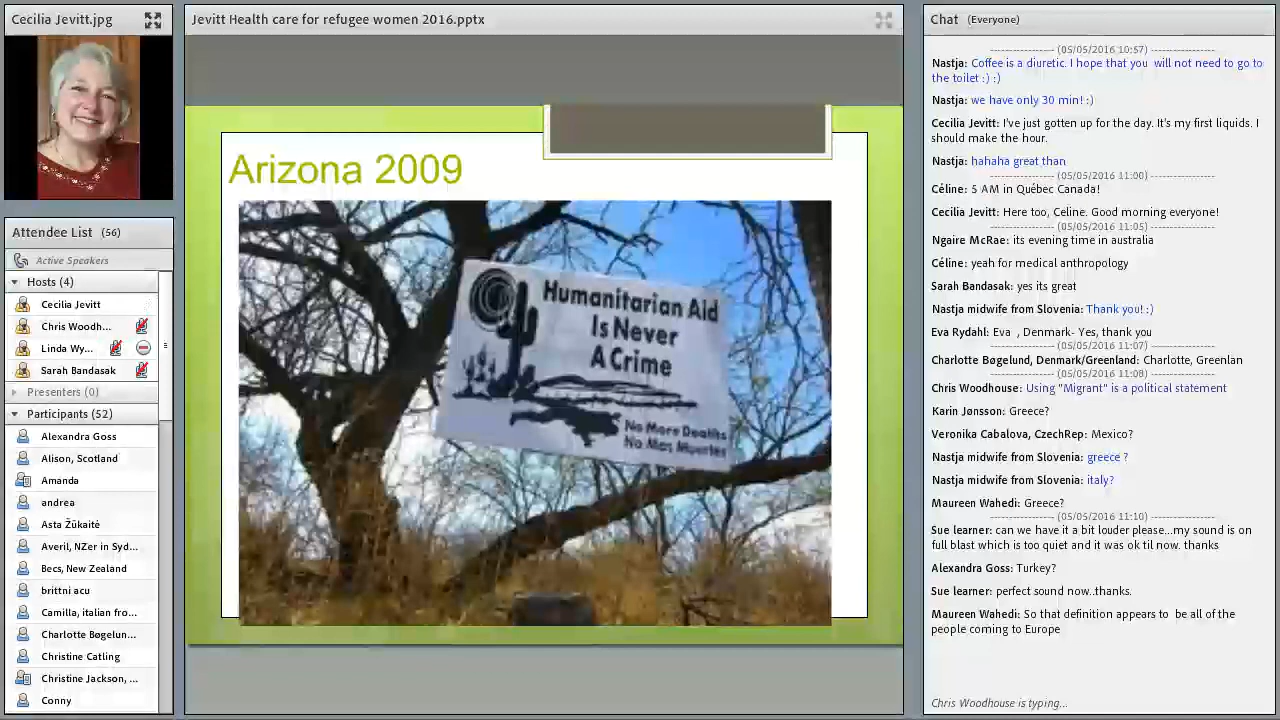 Cecilia Jevitt.jpg
Attendee List (56)
Active Speakers
Hosts (4)
Cecilia Jevitt
Chris Woodh...
Linda Wy...
Sarah Bandasak
Presenters (0)
Participants (52)
Alexandra Goss
Alison, Scotland
Amanda
andrea
Asta Žūkaitė
Averil, NZer in Syd...
Becs, New Zealand
brittni acu
Camilla, italian fro...
Charlotte Bøgelun...
Christine Catling
Christine Jackson, ...
Conny
Jevitt Health care for refugee women 2016.pptx
Arizona 2009
Humanitarian Aid
Is Never
A Crime
No More Deaths
No Mas Muertes
Chat (Everyone)
------------------ (05/05/2016 10:57) ------------------
Nastja: Coffee is a diuretic. I hope that you will not need to go to
the toilet :) :)
Nastja: we have only 30 min! :)
Cecilia Jevitt: I've just gotten up for the day. It's my first liquids. I
should make the hour.
Nastja: hahaha great than
------------------ (05/05/2016 11:00) ------------------
Céline: 5 AM in Québec Canada!
Cecilia Jevitt: Here too, Celine. Good morning everyone!
------------------ (05/05/2016 11:05) ------------------
Ngaire McRae: its evening time in australia
Céline: yeah for medical anthropology
Sarah Bandasak: yes its great
Nastja midwife from Slovenia: Thank you! :)
Eva Rydahl: Eva , Denmark- Yes, thank you
------------------ (05/05/2016 11:07) ------------------
Charlotte Bøgelund, Denmark/Greenland: Charlotte, Greenlan
------------------ (05/05/2016 11:08) ------------------
Chris Woodhouse: Using "Migrant" is a political statement
Karin Jønsson: Greece?
Veronika Cabalova, CzechRep: Mexico?
Nastja midwife from Slovenia: greece ?
Nastja midwife from Slovenia: italy?
Maureen Wahedi: Greece?
------------------ (05/05/2016 11:10) ------------------
Sue learner: can we have it a bit louder please...my sound is on
full blast which is too quiet and it was ok til now. thanks
Alexandra Goss: Turkey?
Sue learner: perfect sound now..thanks.
Maureen Wahedi: So that definition appears to be all of the
people coming to Europe
Chris Woodhouse is typing...